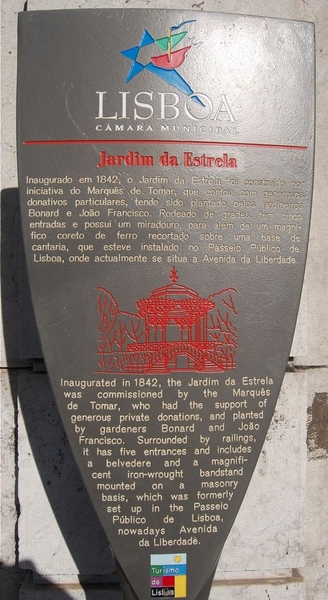 LISBOA
CÂMARA MUNICIPAL
Jardim da Estrela
Inaugurado em 1842, o Jardim da Estrela foi construído por
iniciativa do Marquês de Tomar, que contou com generosos
donativos particulares, tendo sido plantado pelos jardineiros
Bonard e João Francisco. Rodeado de grades, tem cinco
entradas e possui um miradouro, para além de um magní-
fico coreto de ferro recortado sobre uma base de
cantaria, que esteve instalado no Passeio Público de
Lisboa, onde actualmente se situa a Avenida da Liberdade.
Inaugurated in 1842, the Jardim da Estrela
was commissioned by the Marquês
de Tomar, who had the support of
generous private donations, and planted
by gardeners Bonard and João
Francisco. Surrounded by railings,
it has five entrances and includes
a belvedere and a magnifi-
cent iron-wrought bandstand
mounted on a masonry
basis, which was formerly
set up in the Passeio
Público de Lisboa,
nowadays Avenida
da Liberdade.
Turismo
de
Lisboa